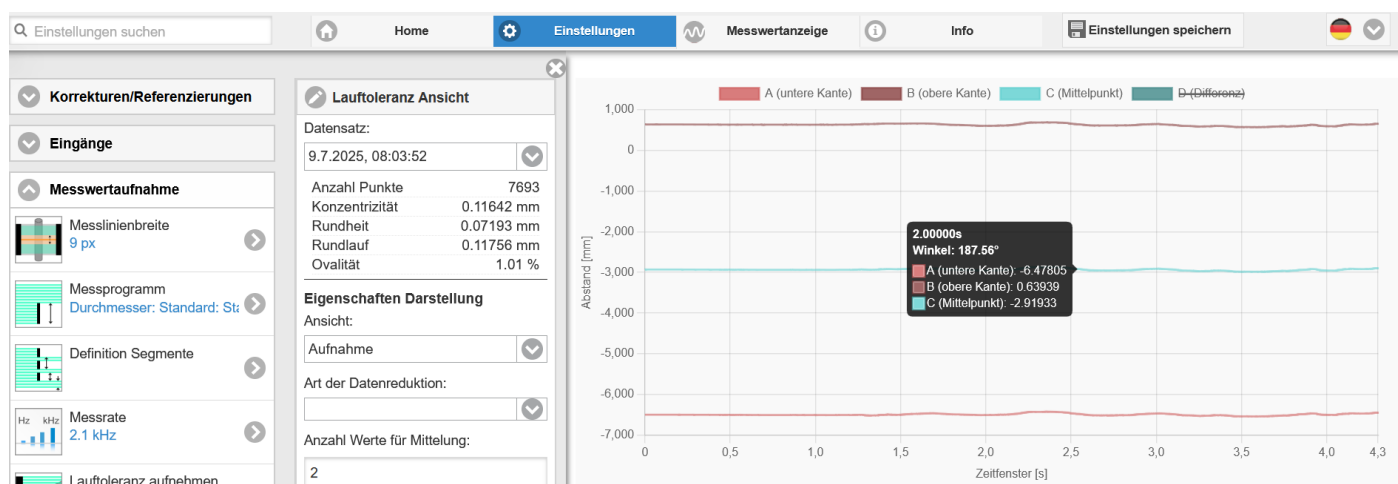 Einstellungen suchen
Home
Einstellungen
Messwertanzeige
Info
Einstellungen speichern
Korrekturen/Referenzierungen
Eingänge
Messwertaufnahme
Messlinienbreite
9 px
Messprogramm
Durchmesser: Standard: Sta
Definition Segmente
Hz kHz
Messrate
2.1 kHz
Lauftoleranz aufnehmen
Lauftoleranz Ansicht
Datensatz:
9.7.2025, 08:03:52
Anzahl Punkte 7693
Konzentrizität 0.11642 mm
Rundheit 0.07193 mm
Rundlauf 0.11756 mm
Ovalität 1.01 %
Eigenschaften Darstellung
Ansicht:
Aufnahme
Art der Datenreduktion:
Anzahl Werte für Mittelung:
2
A (untere Kante) B (obere Kante) C (Mittelpunkt) D (Differenz)
Abstand [mm]
1,000
0
-1,000
-2,000
-3,000
-4,000
-5,000
-6,000
-7,000
2.00000s
Winkel: 187.56°
A (untere Kante): -6.47805
B (obere Kante): 0.63939
C (Mittelpunkt): -2.91933
0 0,5 1,0 1,5 2,0 2,5 3,0 3,5 4,0 4,3
Zeitfenster [s]